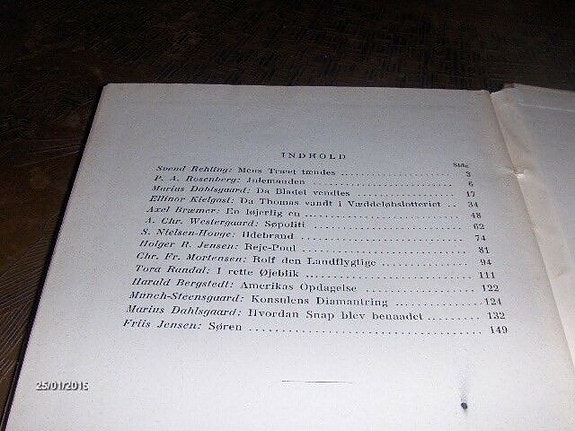 INDHOLD
Side
Svend Rehling: Mens Træet tændes 3
P. A. Rosenberg: Julemanden 6
Marius Dahlsgaard: Da Bladet vendtes 17
Ellinor Kielgast: Da Thomas vandt i Væddeløbslotteriet 34
Axel Bræmer: En løjerlig en 48
A. Chr. Westergaard: Søpoliti 62
S. Nielsen-Hovge: Ildebrand 74
Holger R. Jensen: Reje-Poul 81
Chr. Fr. Mortensen: Rolf den Landflygtige 94
Tora Randal: I rette Øjeblik 111
Harald Bergstedt: Amerikas Opdagelse 122
Munch-Steensgaard: Konsulens Diamantring 124
Marius Dahlsgaard: Hvordan Snap blev benaadet 132
Friis Jensen: Søren 149
25/01/2016